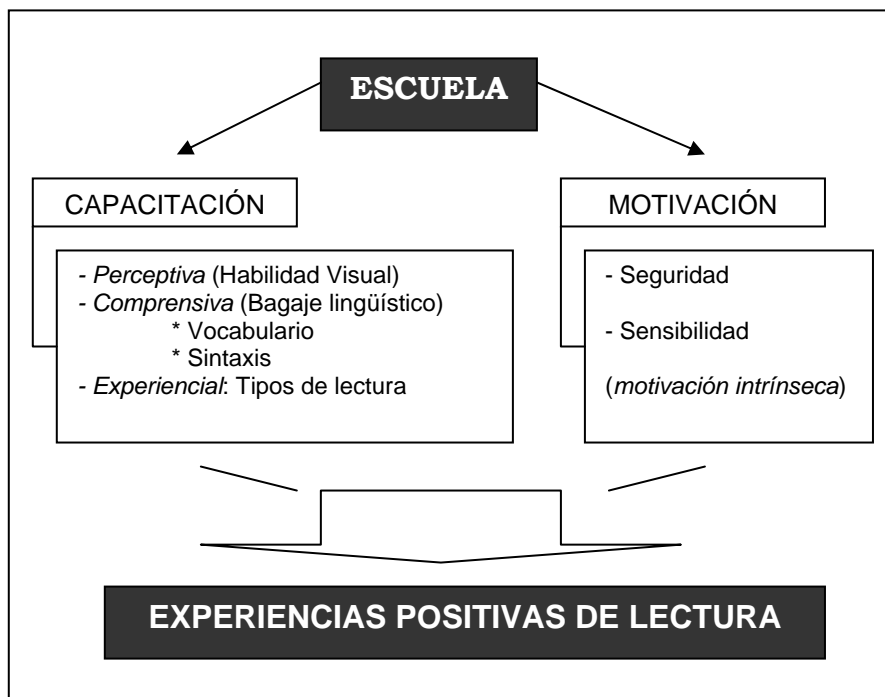 ESCUELA
CAPACITACIÓN
- Perceptiva (Habilidad Visual)
- Comprensiva (Bagaje lingüístico)
* Vocabulario
* Sintaxis
- Experiencial: Tipos de lectura
MOTIVACIÓN
- Seguridad
- Sensibilidad
(motivación intrínseca)
EXPERIENCIAS POSITIVAS DE LECTURA